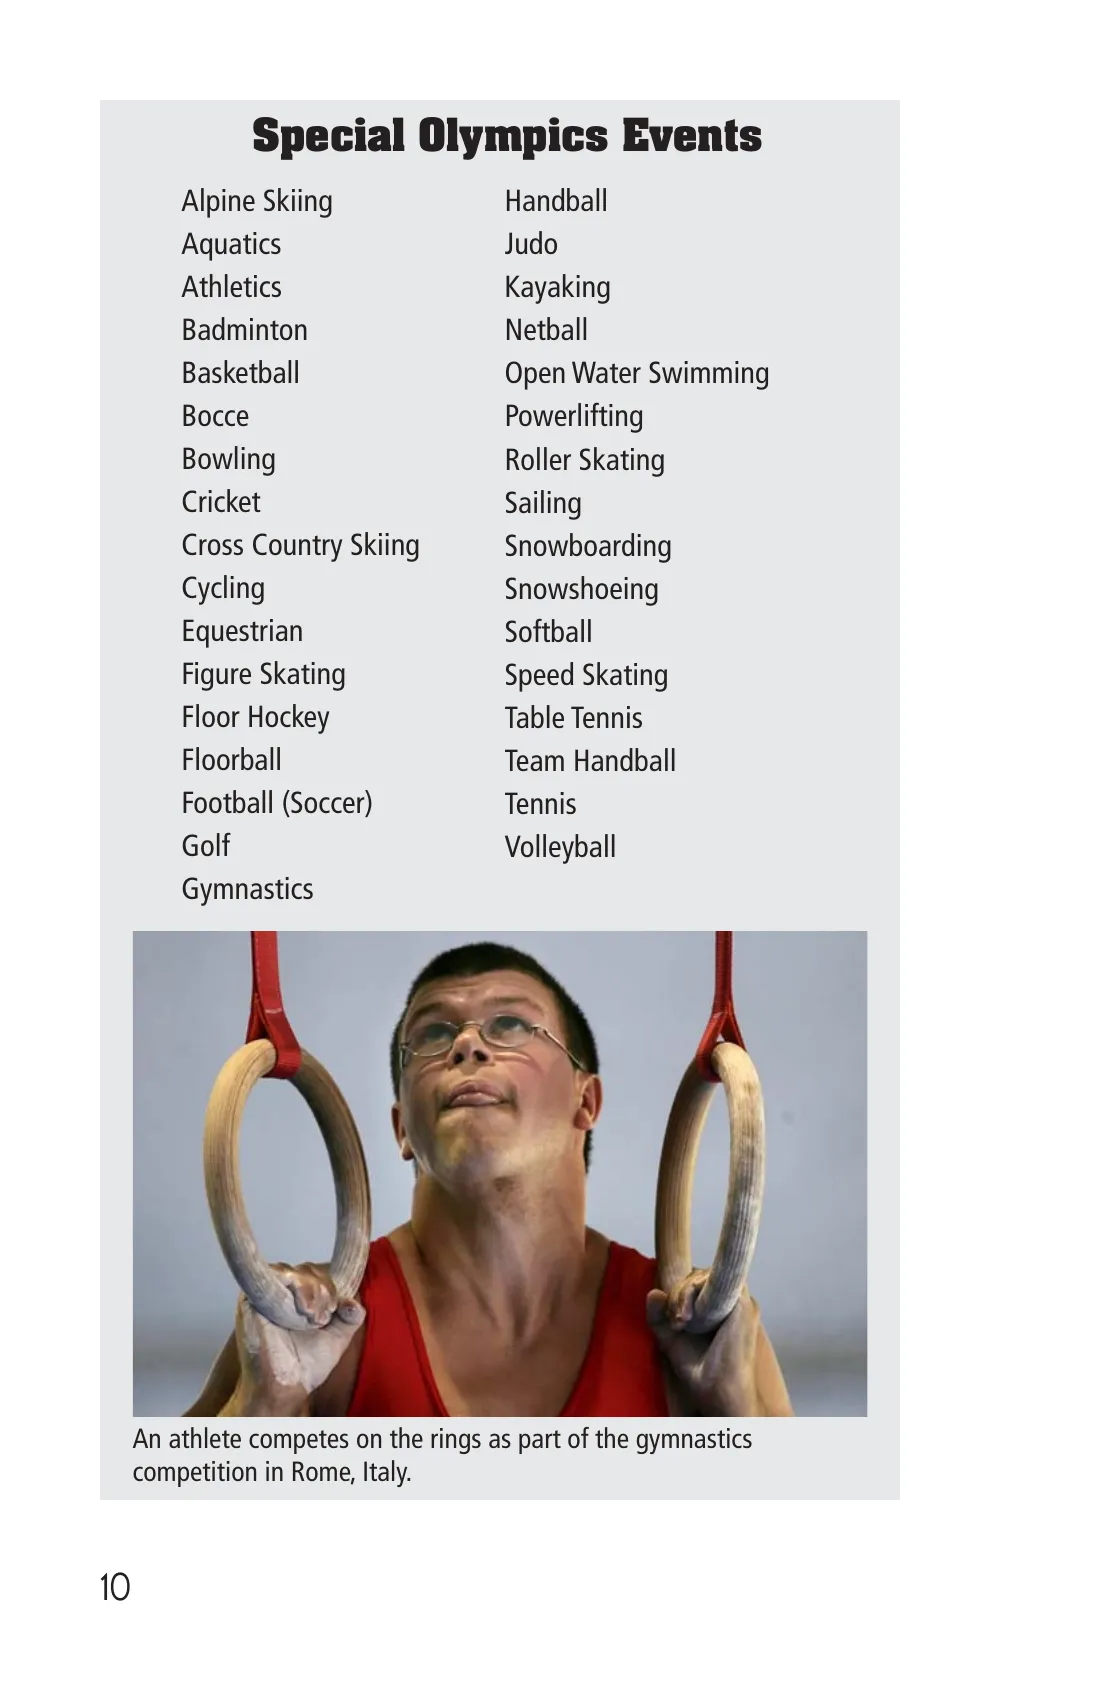 Special Olympics Events
Alpine Skiing
Aquatics
Athletics
Badminton
Basketball
Bocce
Bowling
Cricket
Cross Country Skiing
Cycling
Equestrian
Figure Skating
Floor Hockey
Floorball
Football (Soccer)
Golf
Gymnastics
Handball
Judo
Kayaking
Netball
Open Water Swimming
Powerlifting
Roller Skating
Sailing
Snowboarding
Snowshoeing
Softball
Speed Skating
Table Tennis
Team Handball
Tennis
Volleyball
An athlete competes on the rings as part of the gymnastics
competition in Rome, Italy.
10